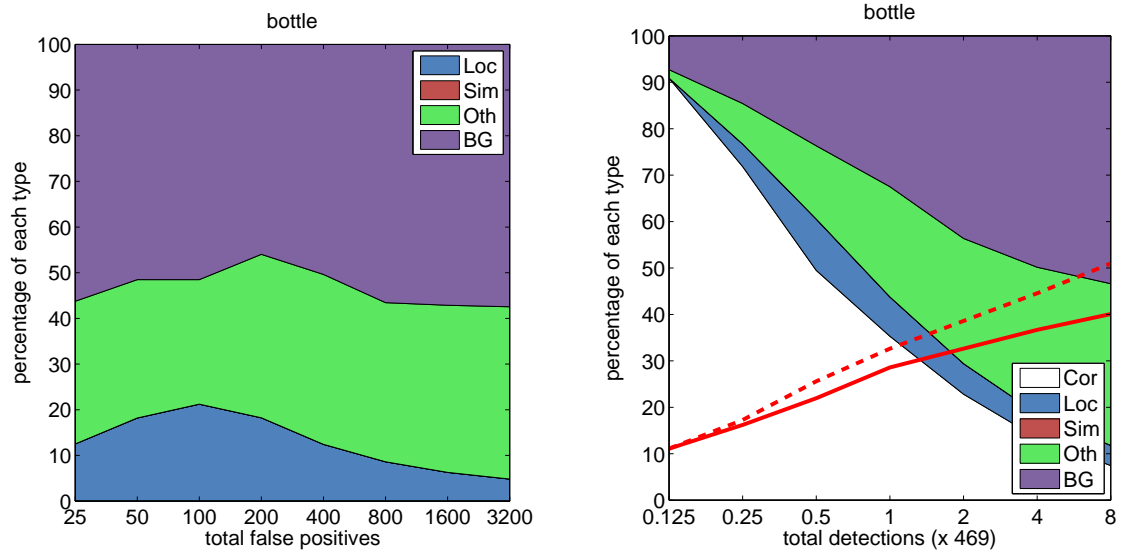 bottle
100
90
80
70
60
50
40
30
20
10
0
percentage of each type
Loc
Sim
Oth
BG
25 50 100 200 400 800 1600 3200
total false positives
bottle
100
90
80
70
60
50
40
30
20
10
0
percentage of each type
Cor
Loc
Sim
Oth
BG
0.125 0.25 0.5 1 2 4 8
total detections (x 469)